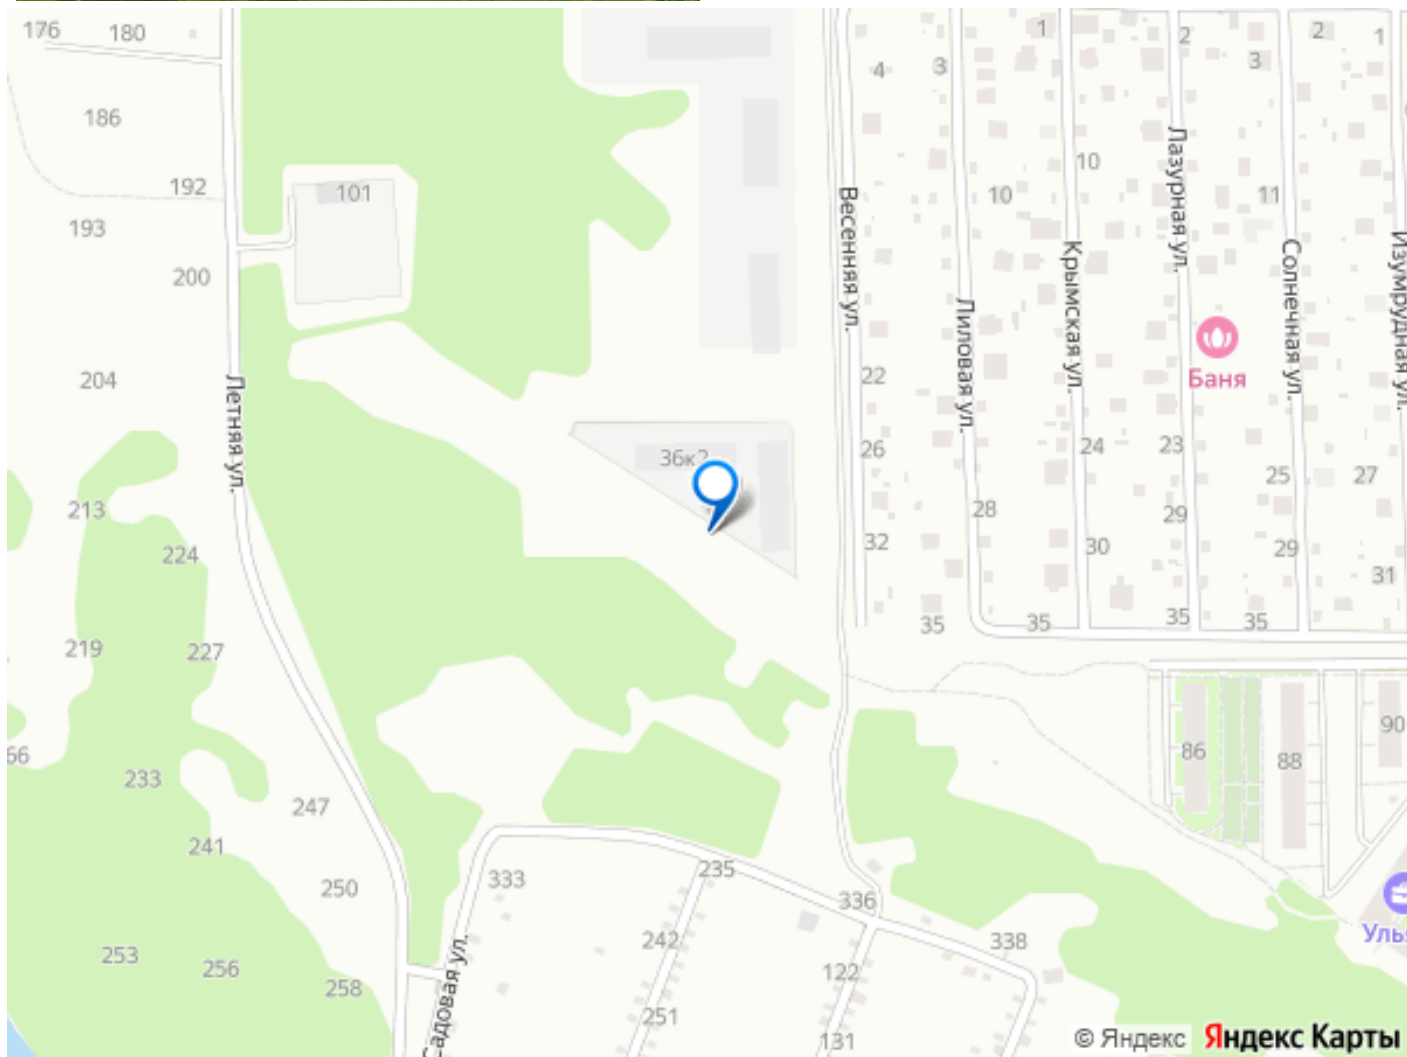 176 180 1 2 2 1
4 3 3
186 10
192 101 10 11
193
200
Весенняя ул.
Лазурная ул.
Крымская ул.
Солнечная ул.
Изумрудная ул.
Лиловая ул.
Баня
204 22
Летняя ул.
36к2 26 24 23 25 27
213 28 29
224 32 30 29 31
219 227 35 35 35 35
66 86 88 90
233
247
241 235
333 250 336
242 338
253 256 258 122
Садовая ул.
251 131
Улья
© Яндекс Яндекс Карты